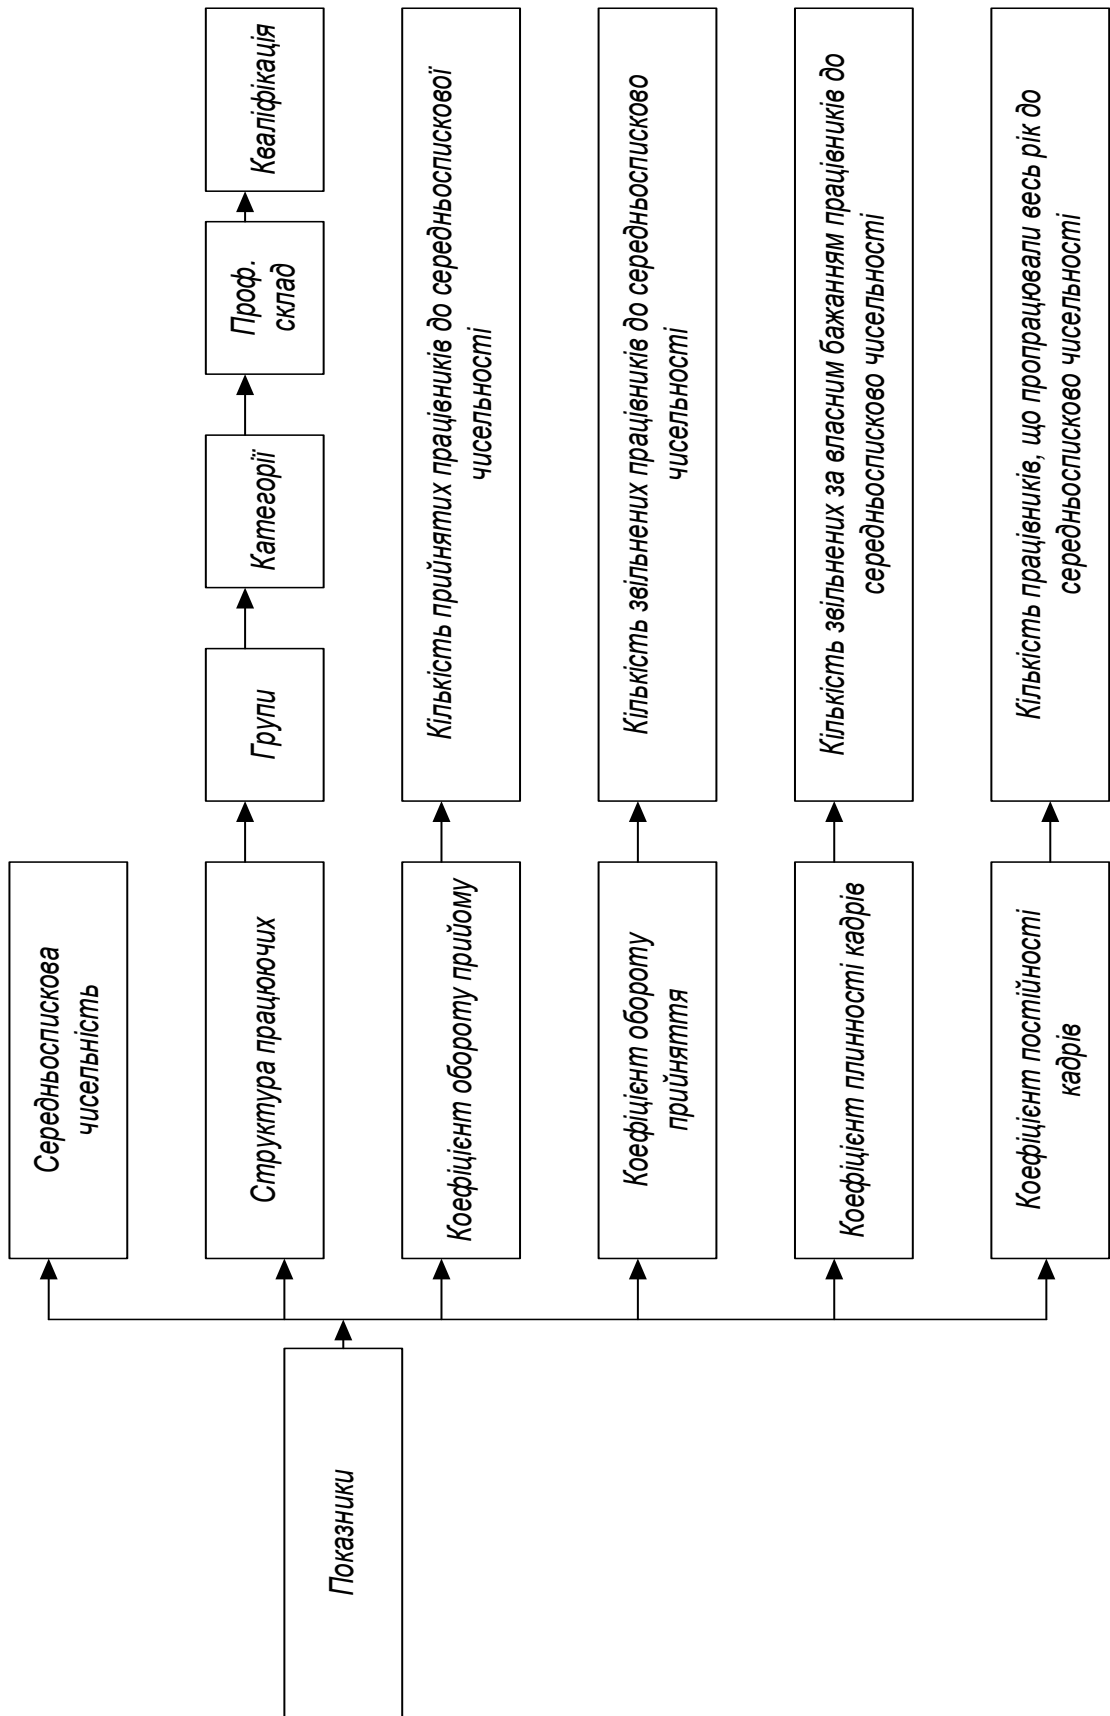 Показники
Середньоспискова
чисельність
Структура працюючих
Групи
Категорії
Проф.
склад
Кваліфікація
Коефіцієнт обороту прийому
Кількість прийнятих працівників до середньоспискової
чисельності
Коефіцієнт обороту
прийняття
Кількість звільнених працівників до середньосписково
чисельності
Коефіцієнт плинності кадрів
Кількість звільнених за власним бажанням працівників до
середньосписково чисельності
Коефіцієнт постійності
кадрів
Кількість працівників, що пропрацювали весь рік до
середньосписково чисельності